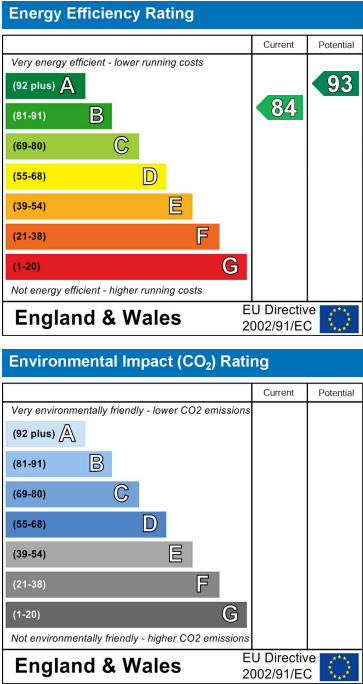 Energy Efficiency Rating
Current Potential
Very energy efficient - lower running costs
(92 plus) A
93
(81-91) B
84
(69-80) C
(55-68) D
(39-54) E
(21-38) F
(1-20) G
Not energy efficient - higher running costs
England & Wales
EU Directive
2002/91/EC
Environmental Impact (CO₂) Rating
Current Potential
Very environmentally friendly - lower CO2 emissions
(92 plus) A
(81-91) B
(69-80) C
(55-68) D
(39-54) E
(21-38) F
(1-20) G
Not environmentally friendly - higher CO2 emissions
England & Wales
EU Directive
2002/91/EC